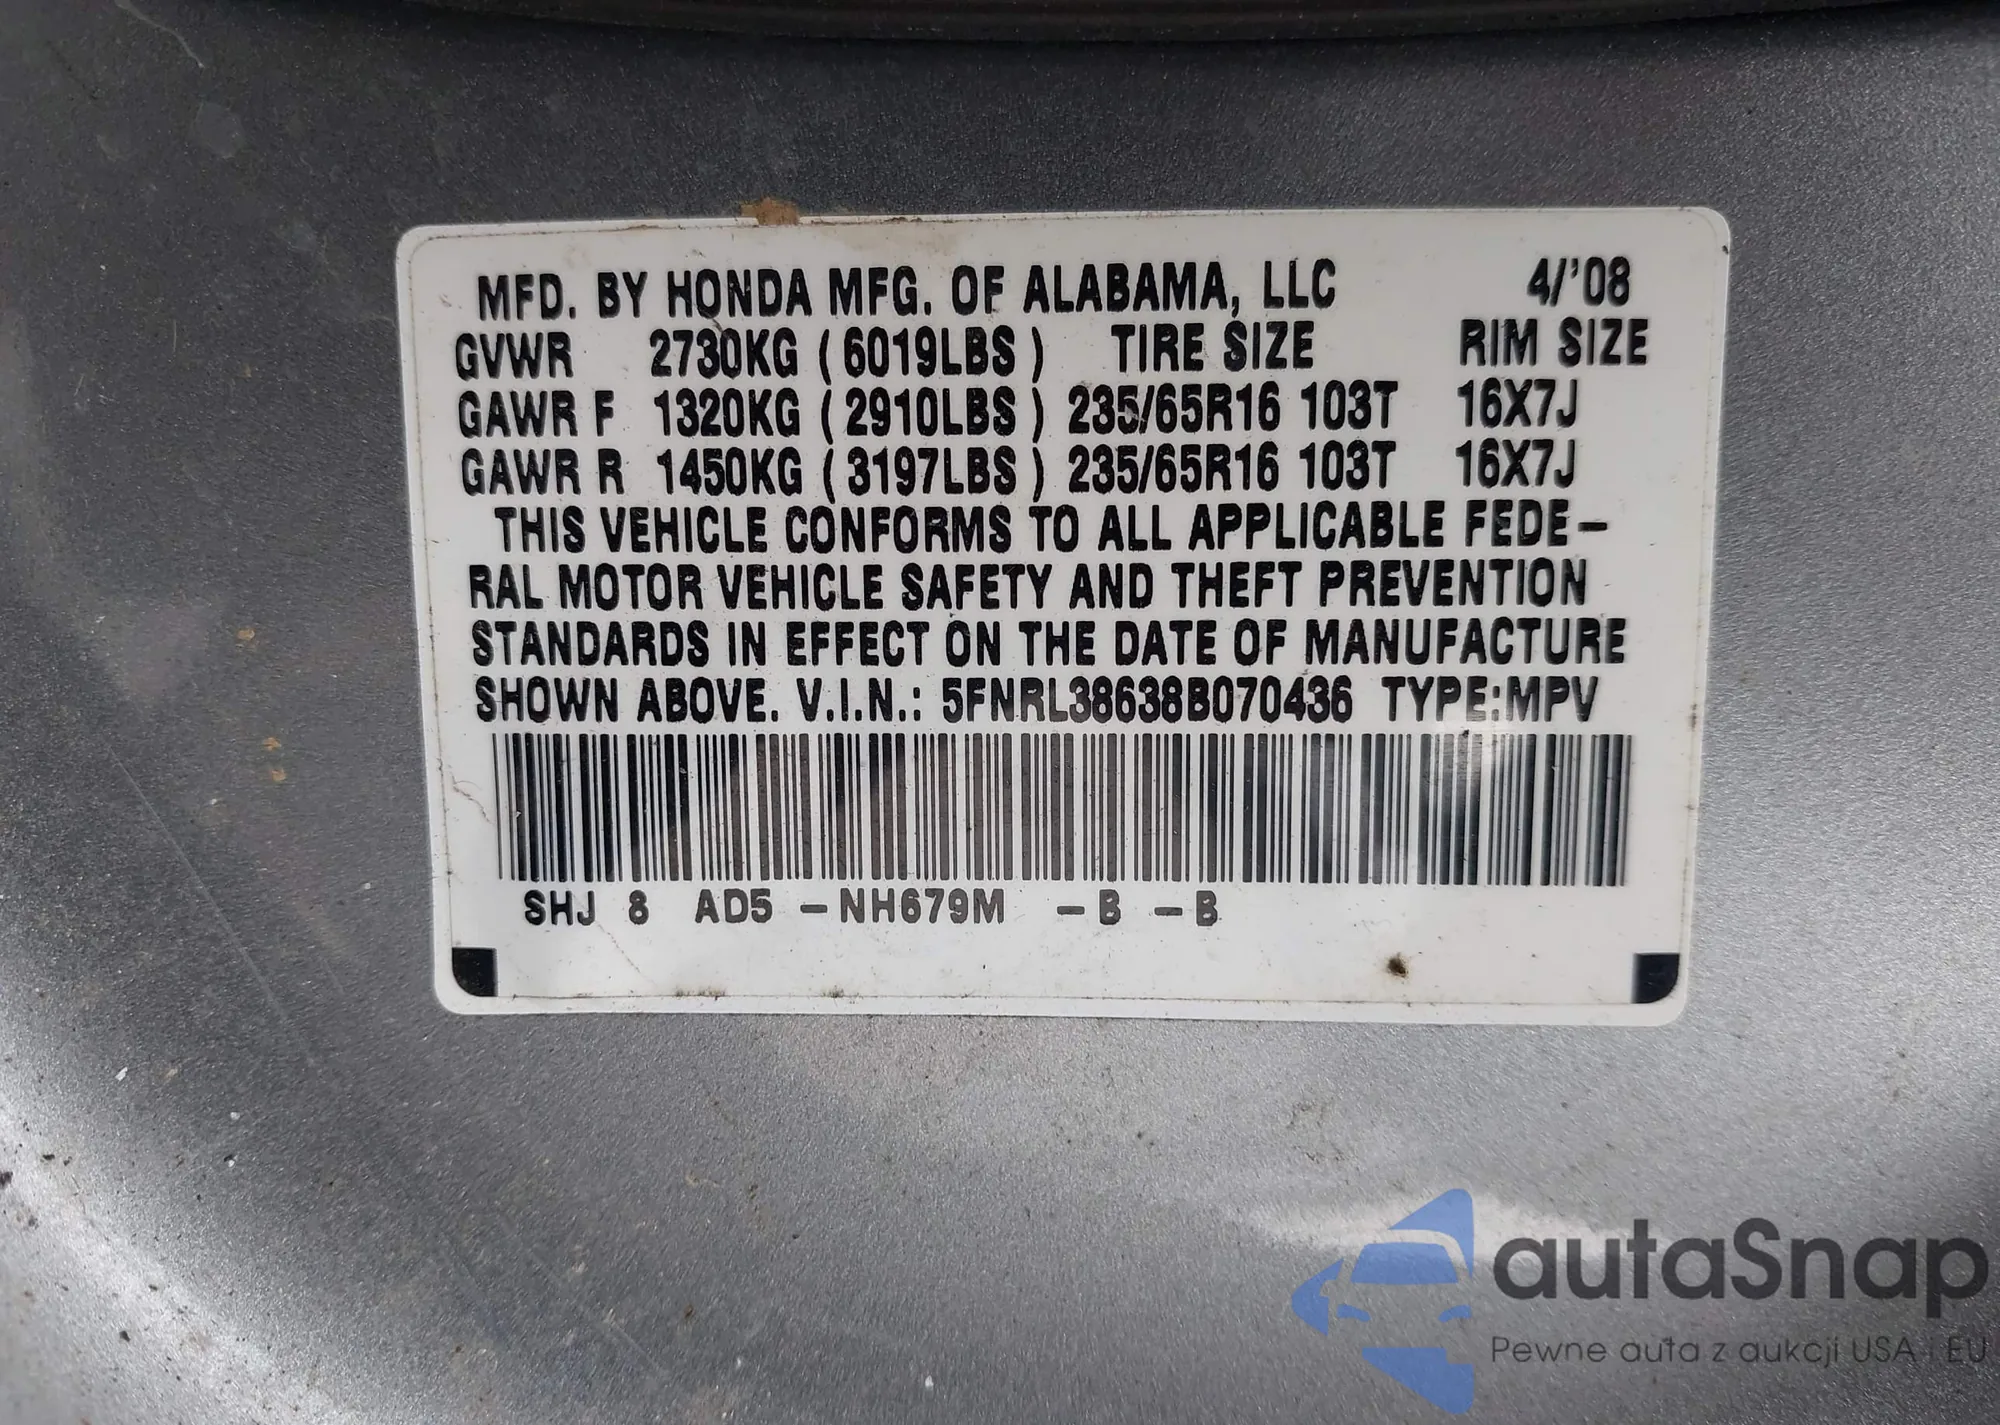 MFD. BY HONDA MFG. OF ALABAMA, LLC 4/'08
GVWR 2730KG (6019LBS) TIRE SIZE RIM SIZE
GAWR F 1320KG (2910LBS) 235/65R16 103T 16X7J
GAWR R 1450KG (3197LBS) 235/65R16 103T 16X7J
THIS VEHICLE CONFORMS TO ALL APPLICABLE FEDE-
RAL MOTOR VEHICLE SAFETY AND THEFT PREVENTION
STANDARDS IN EFFECT ON THE DATE OF MANUFACTURE
SHOWN ABOVE. V.I.N.: 5FNRL38638B070436 TYPE:MPV
SHJ 8 AD5 -NH679M -B -B
autaSnap
Pewne auta z aukcji USA i EU